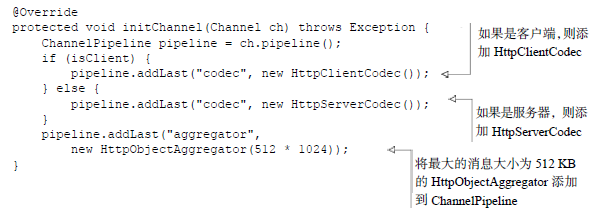 @Override
protected void initChannel(Channel ch) throws Exception {
ChannelPipeline pipeline = ch.pipeline();
if (isClient) {
pipeline.addLast("codec", new HttpClientCodec());
} else {
pipeline.addLast("codec", new HttpServerCodec());
}
pipeline.addLast("aggregator",
new HttpObjectAggregator(512 * 1024));
}
如果是客户端,则添
加 HttpClientCodec
如果是服务器，则添
加 HttpServerCodec
将最大的消息大小为 512 KB
的 HttpObjectAggregator 添加
到 ChannelPipeline